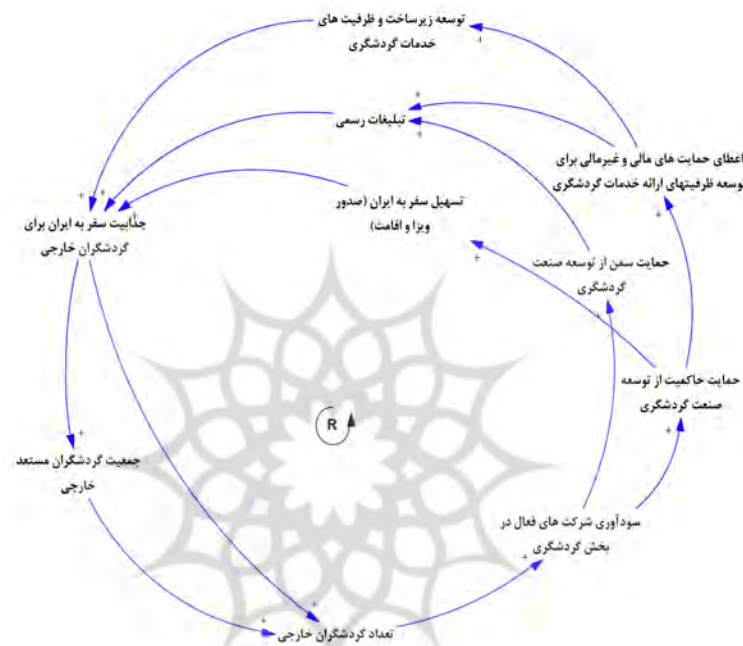 توسعه زیرساخت و ظرفیت های
خدمات گردشگری
تبلیغات رسمی
اغطای حمایت های مالی و غیرمالی برای
توسعه ظرفیتهای ارائه خدمات گردشگری
تسهیل سفر به ایران (صدور
ویزا و اقامت)
جذابیت سفر به ایران برای
گردشگران خارجی
حمایت سمن از توسعه صنعت
گردشگری
حمایت حاکمیت از توسعه
صنعت گردشگری
R
جمعیت گردشگران مستعد
خارجی
سودآوری شرکت های فعال در
بخش گردشگری
تعداد گردشگران خارجی